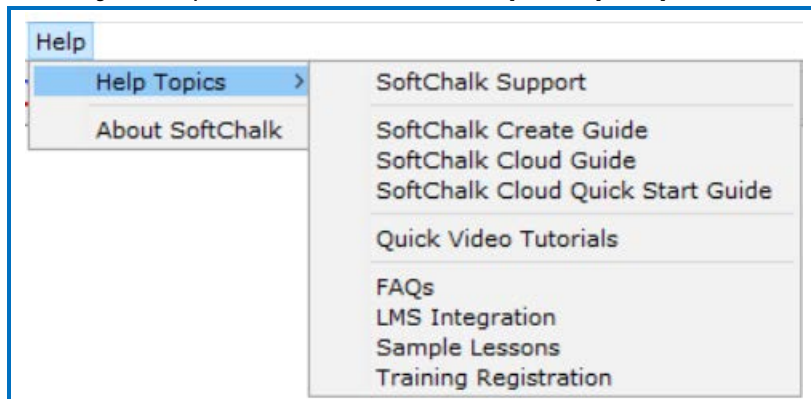 Help
Help Topics >
About SoftChalk
SoftChalk Support
SoftChalk Create Guide
SoftChalk Cloud Guide
SoftChalk Cloud Quick Start Guide
Quick Video Tutorials
FAQs
LMS Integration
Sample Lessons
Training Registration